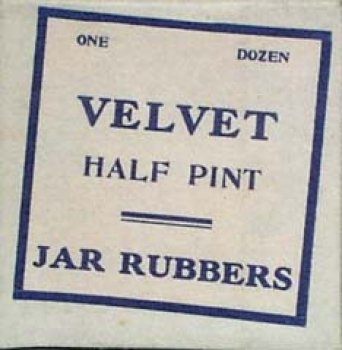 ONE DOZEN
VELVET
HALF PINT
JAR RUBBERS